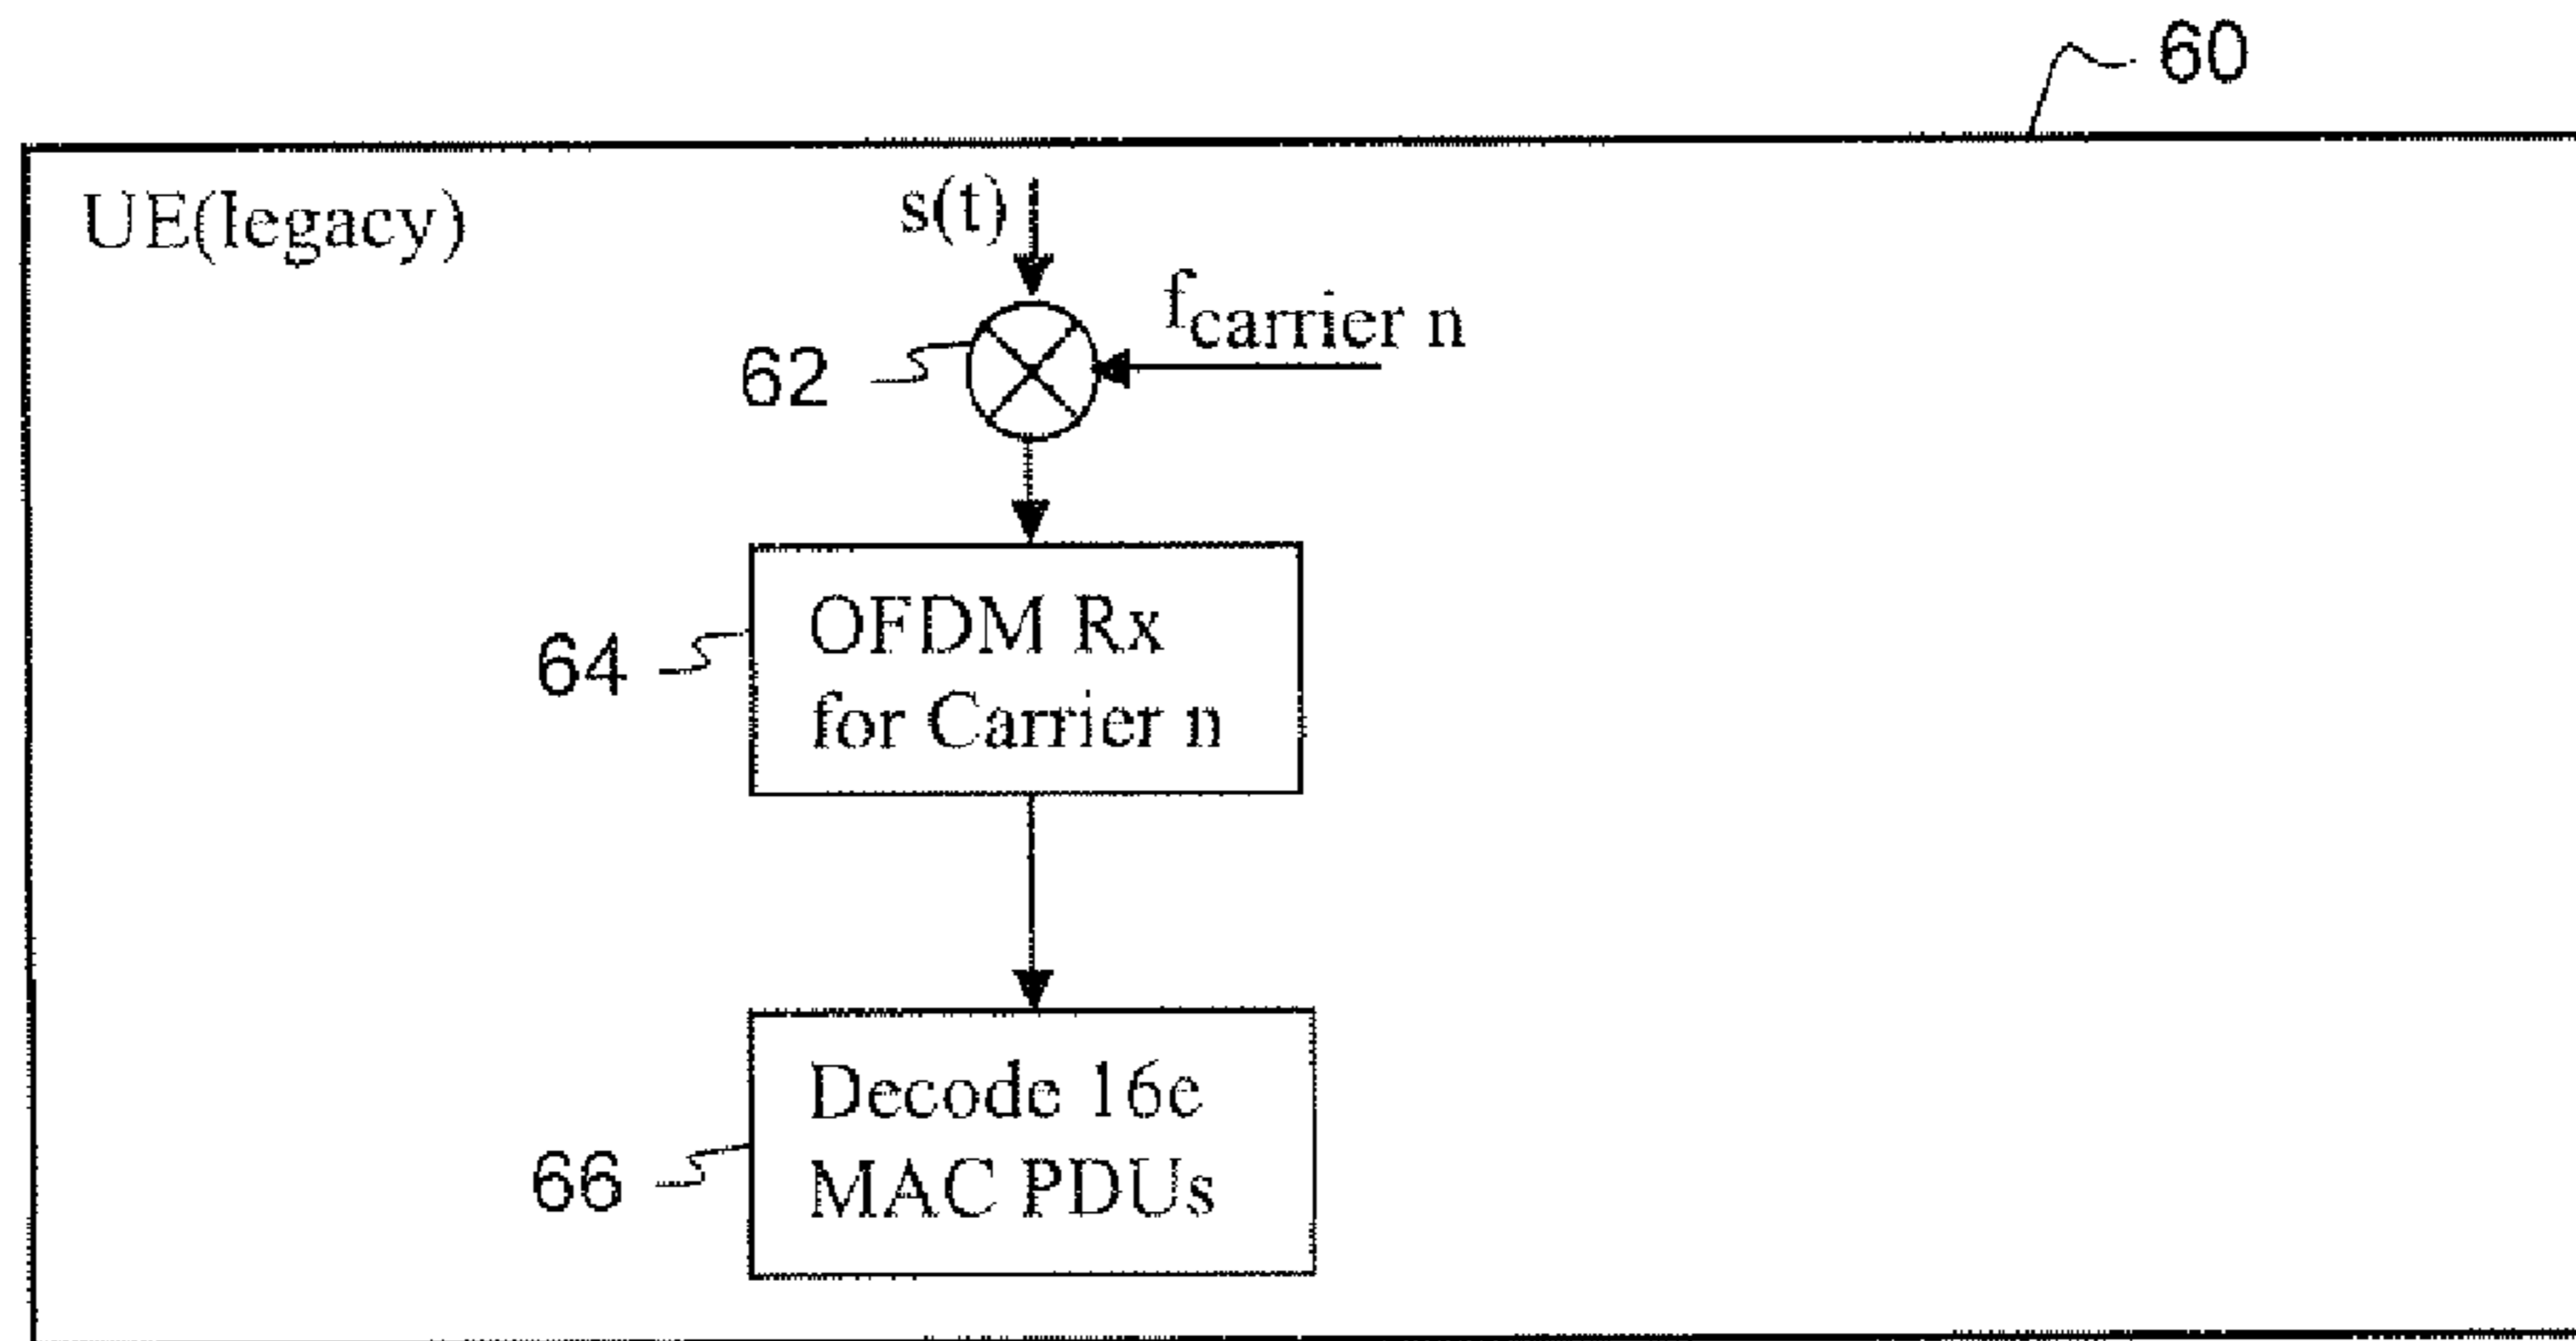 60
UE(legacy)
s(t)
fcarrier n
62
OFDM Rx
for Carrier n
64
Decode 16e
MAC PDUs
66